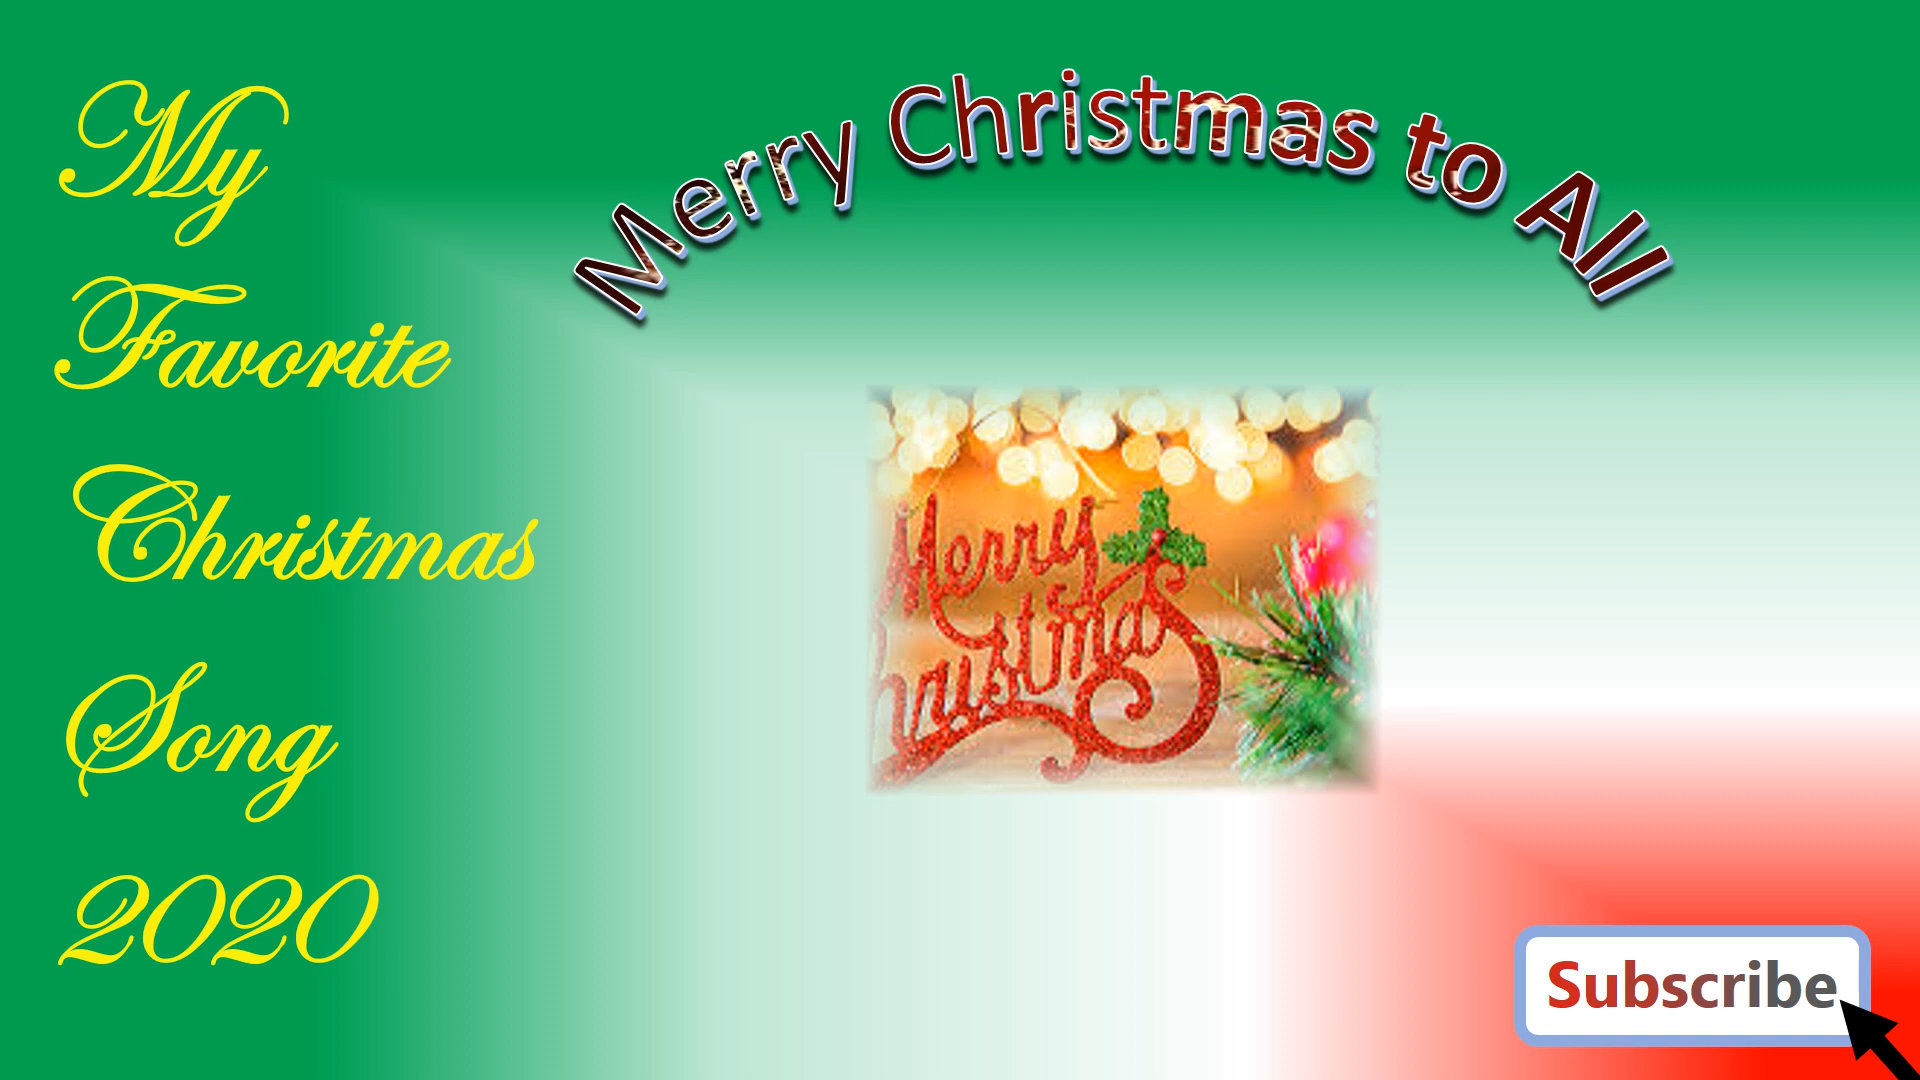 My
Favorite
Christmas
Song
2020
Merry Christmas to All
Merry
Christmas
Subscribe